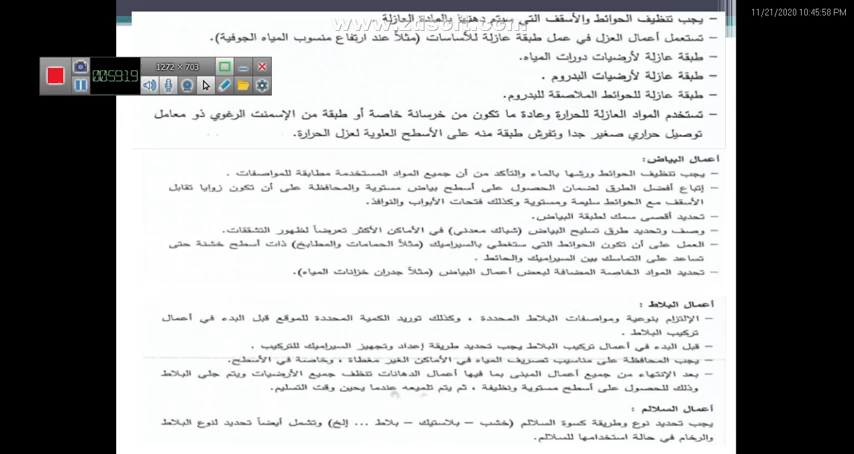 11/21/2020 10:45:58 PM
www.zdsoft.com
– يجب تنظيف الحوائط والأسقف التي سيتم دهنها بالمادة العازلة
– تستعمل أعمال العزل في عمل طبقة عازلة للأساسات (مثلاً عند ارتفاع منسوب المياه الجوفية).
– طبقة عازلة لأرضيات دورات المياه.
– طبقة عازلة لأرضيات البدروم .
– طبقة عازلة للحوائط الملاصقة للبدروم.
– تستخدم المواد العازلة للحرارة وعادة ما تكون من خرسانة خاصة أو طبقة من الإسمنت الرغوي ذو معامل
توصيل حراري صغير جدا وتفرش طبقة منه على الأسطح العلوية لعزل الحرارة.
1272 × 703
00:59:19
أعمال البياض:
– يجب تنظيف الحوائط ورشها بالماء والتأكد من أن جميع المواد المستخدمة مطابقة للمواصفات .
– إتباع أفضل الطرق لضمان الحصول على أسطح بياض مستوية والمحافظة على أن تكون زوايا تقابل
الأسقف مع الحوائط سليمة ومستوية وكذلك فتحات الأبواب والنوافذ.
– تحديد أقصى سمك لطبقة البياض.
– وصف وتحديد طرق تسليح البياض (شباك معدني) في الأماكن الأكثر تعرضاً لظهور التشققات.
– العمل على أن تكون الحوائط التي ستغطي بالسيراميك (مثلاً الحمامات والمطابخ) ذات أسطح خشنة حتى
تساعد على التماسك بين السيراميك والحائط .
– تحديد المواد الخاصة المضافة لبعض أعمال البياض (مثلاً جدران خزانات المياه).
أعمال البلاط :
– الإلتزام بنوعية ومواصفات البلاط المحددة ، وكذلك توريد الكمية المحددة للموقع قبل البدء في أعمال
تركيب البلاط .
– قبل البدء في أعمال تركيب البلاط يجب تحديد طريقة إعداد وتجهيز السيراميك للتركيب .
– يجب المحافظة على مناسيب تصريف المياه في الأماكن الغير مغطاة ، وخاصة في الأسطح.
– بعد الإنتهاء من جميع أعمال المبنى بما فيها أعمال الدهانات تنظف جميع الأرضيات ويتم جلي البلاط
وذلك للحصول على أسطح مستوية ونظيفة ، ثم يتم تلميعه عندما يحين وقت التسليم.
أعمال السلالم :
يجب تحديد نوع وطريقة كسوة السلالم (خشب – بلاستيك – بلاط ... إلخ) وتشمل أيضاً تحديد لنوع البلاط
والرخام في حالة استخدامها للسلالم.